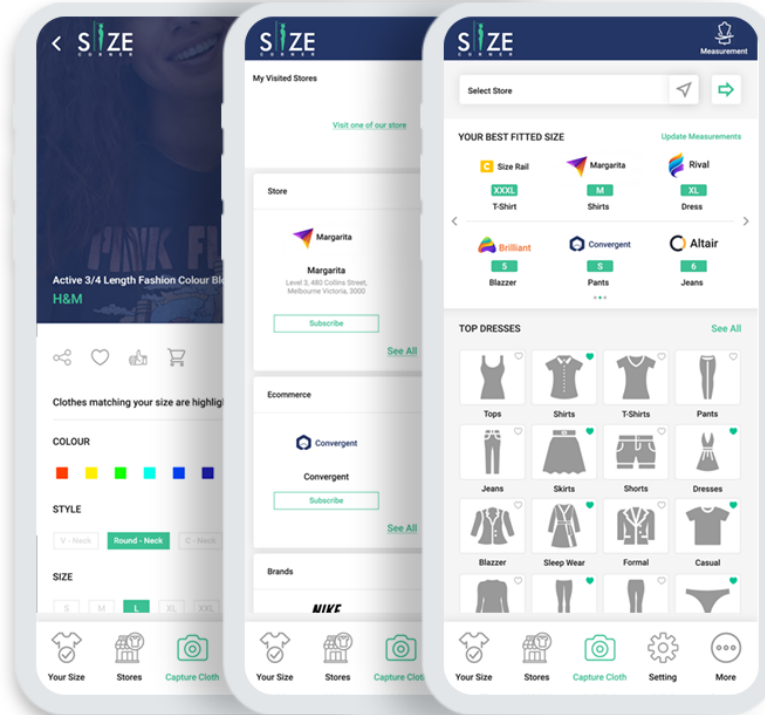 SIZE
CORNER
PINK F
Active 3/4 Length Fashion Colour Bl
H&M
Clothes matching your size are highlig
COLOUR
STYLE
V - Neck
Round - Neck
C - Neck
SIZE
S
M
L
XL
XXL
Your Size
Stores
Capture Cloth
SIZE
CORNER
My Visited Stores
Visit one of our store
Store
Margarita
Margarita
Level 3, 480 Collins Street,
Melbourne Victoria, 3000
Subscribe
See All
Ecommerce
Convergent
Convergent
Subscribe
See All
Brands
NIKE
Your Size
Stores
Capture Clot
SIZE
CORNER
Measurement
Select Store
YOUR BEST FITTED SIZE
Update Measurements
C Size Rail
Margarita
Rival
XXXL
M
XL
T-Shirt
Shirts
Dress
Brilliant
Convergent
Altair
5
S
6
Blazzer
Pants
Jeans
TOP DRESSES
See All
Tops
Shirts
T-Shirts
Pants
Jeans
Skirts
Shorts
Dresses
Blazzer
Sleep Wear
Formal
Casual
Your Size
Stores
Capture Cloth
Setting
More